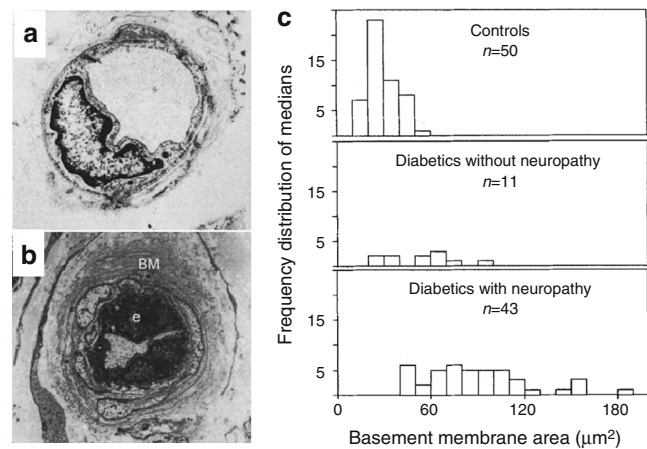 a
b
BM
e
c
Frequency distribution of medians
Controls
n=50
15
5
Diabetics without neuropathy
n=11
15
5
Diabetics with neuropathy
n=43
15
5
0 60 120 180
Basement membrane area (µm²)